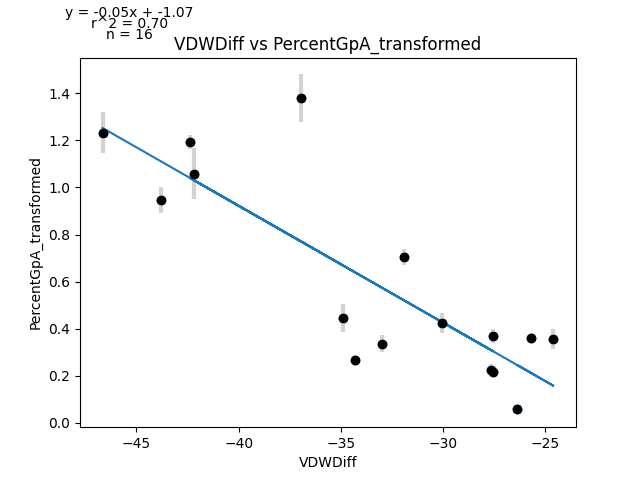 y = -0.05x + -1.07
r^2 = 0.70
n = 16
VDWDiff vs PercentGpA_transformed
PercentGpA_transformed
1.4
1.2
1.0
0.8
0.6
0.4
0.2
0.0
−45
−40
−35
−30
−25
VDWDiff